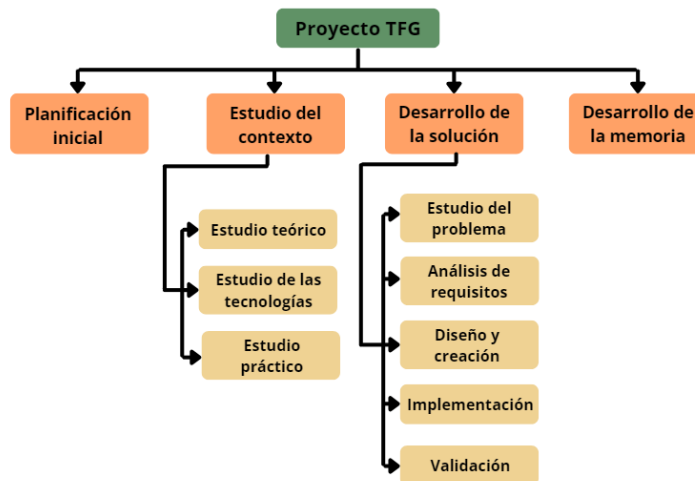 Proyecto TFG
Planificación
inicial
Estudio del
contexto
Desarrollo de
la solución
Desarrollo de
la memoria
Estudio teórico
Estudio de las
tecnologías
Estudio
práctico
Estudio del
problema
Análisis de
requisitos
Diseño y
creación
Implementación
Validación